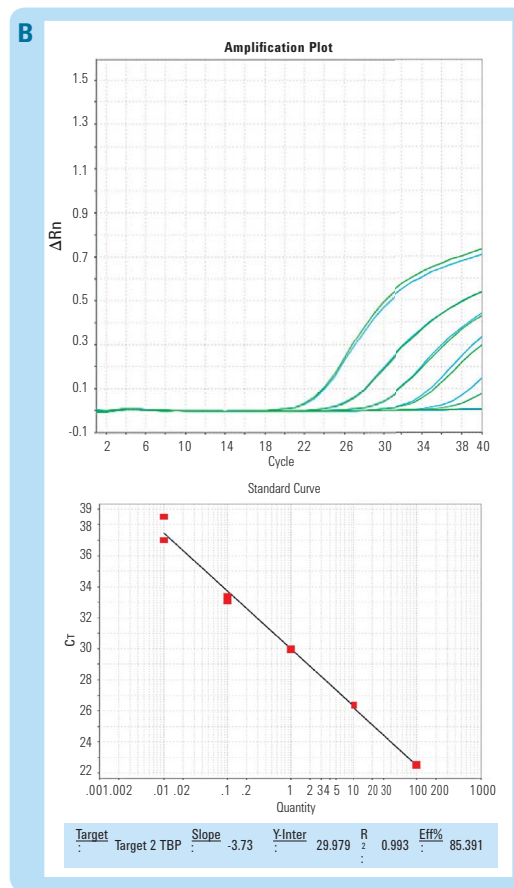 B
Amplification Plot
1.5
1.3
1.1
0.9
0.7
0.5
0.3
0.1
-0.1
ΔRn
2 6 10 14 18 22 26 30 34 38 40
Cycle
Standard Curve
39
38
36
34
32
30
28
26
24
22
CT
.001 .002 .01 .02 .1 .2 1 2 3 4 5 10 20 30 100 200 1000
Quantity
Target : Target 2 TBP Slope : -3.73 Y-Inter : 29.979 R 2 : 0.993 Eff% : 85.391